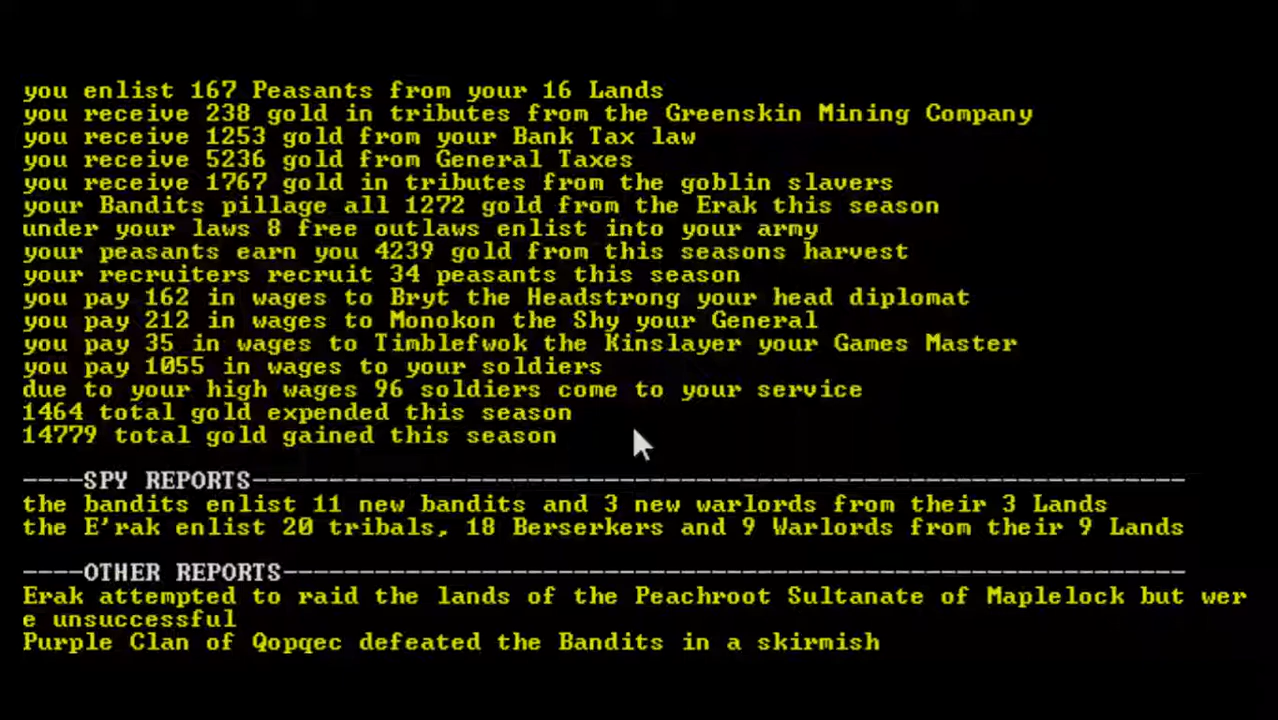 you enlist 167 Peasants from your 16 Lands
you receive 238 gold in tributes from the Greenskin Mining Company
you receive 1253 gold from your Bank Tax law
you receive 5236 gold from General Taxes
you receive 1767 gold in tributes from the goblin slavers
your Bandits pillage all 1272 gold from the Erak this season
under your laws 8 free outlaws enlist into your army
your peasants earn you 4239 gold from this seasons harvest
your recruiters recruit 34 peasants this season
you pay 162 in wages to Bryt the Headstrong your head diplomat
you pay 212 in wages to Monokon the Shy your General
you pay 35 in wages to Timblefwok the Kinslayer your Games Master
you pay 1055 in wages to your soldiers
due to your high wages 96 soldiers come to your service
1464 total gold expended this season
14779 total gold gained this season
----SPY REPORTS-------------------------------------------------------------
the bandits enlist 11 new bandits and 3 new warlords from their 3 Lands
the E'rak enlist 20 tribals, 18 Berserkers and 9 Warlords from their 9 Lands
----OTHER REPORTS-----------------------------------------------------------
Erak attempted to raid the lands of the Peachroot Sultanate of Maplelock but wer
e unsuccessful
Purple Clan of Qopqec defeated the Bandits in a skirmish